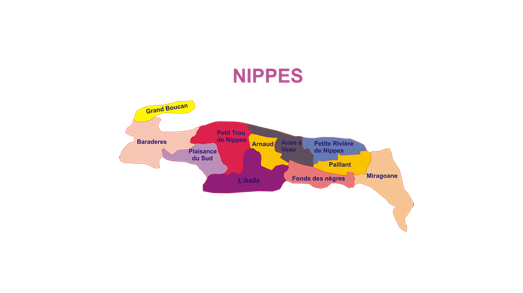 NIPPES
Grand Boucan
Baraderes
Petit Trou
de Nippes
Plaisance
du Sud
Arnaud
Anse à
Veau
Petite Rivière
de Nippes
Paillant
L'Asile
Fonds des nègres
Miragoane